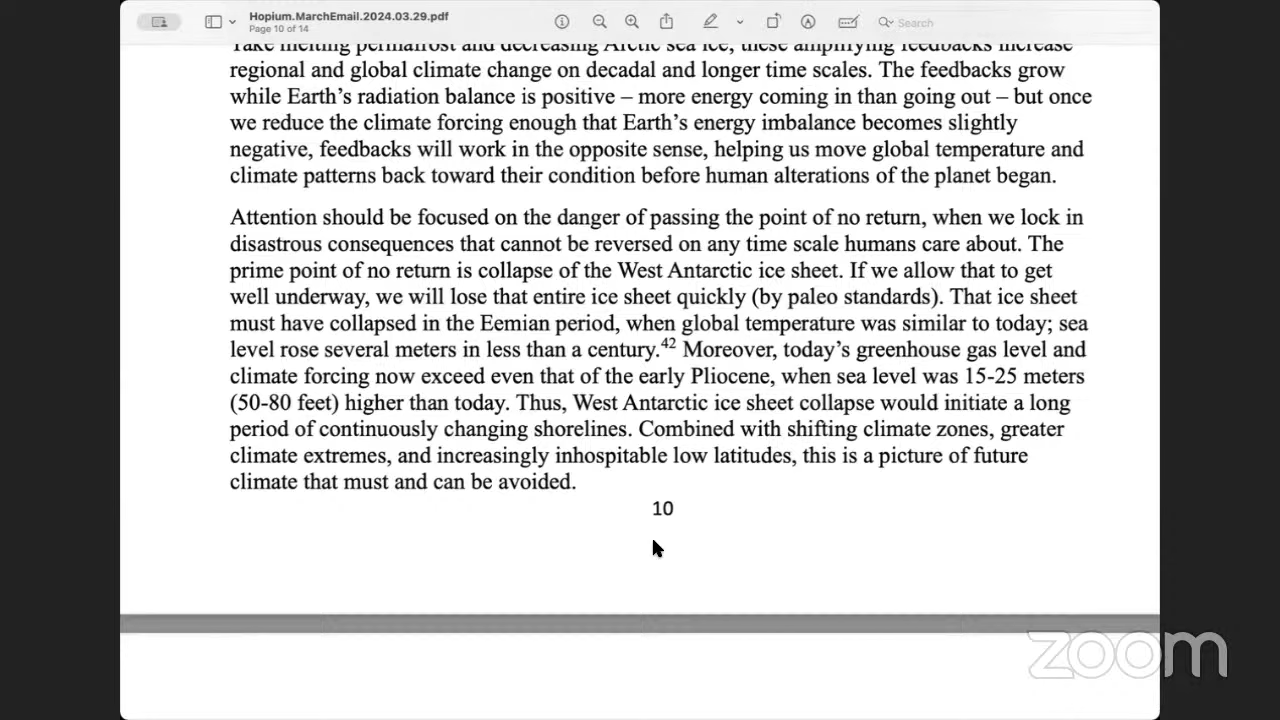 Hopium.MarchEmail.2024.03.29.pdf
Page 10 of 14
Search
Take melting permafrost and decreasing Arctic sea ice, these amplifying feedbacks increase
regional and global climate change on decadal and longer time scales. The feedbacks grow
while Earth’s radiation balance is positive – more energy coming in than going out – but once
we reduce the climate forcing enough that Earth’s energy imbalance becomes slightly
negative, feedbacks will work in the opposite sense, helping us move global temperature and
climate patterns back toward their condition before human alterations of the planet began.
Attention should be focused on the danger of passing the point of no return, when we lock in
disastrous consequences that cannot be reversed on any time scale humans care about. The
prime point of no return is collapse of the West Antarctic ice sheet. If we allow that to get
well underway, we will lose that entire ice sheet quickly (by paleo standards). That ice sheet
must have collapsed in the Eemian period, when global temperature was similar to today; sea
level rose several meters in less than a century.42 Moreover, today’s greenhouse gas level and
climate forcing now exceed even that of the early Pliocene, when sea level was 15-25 meters
(50-80 feet) higher than today. Thus, West Antarctic ice sheet collapse would initiate a long
period of continuously changing shorelines. Combined with shifting climate zones, greater
climate extremes, and increasingly inhospitable low latitudes, this is a picture of future
climate that must and can be avoided.
10
zoom